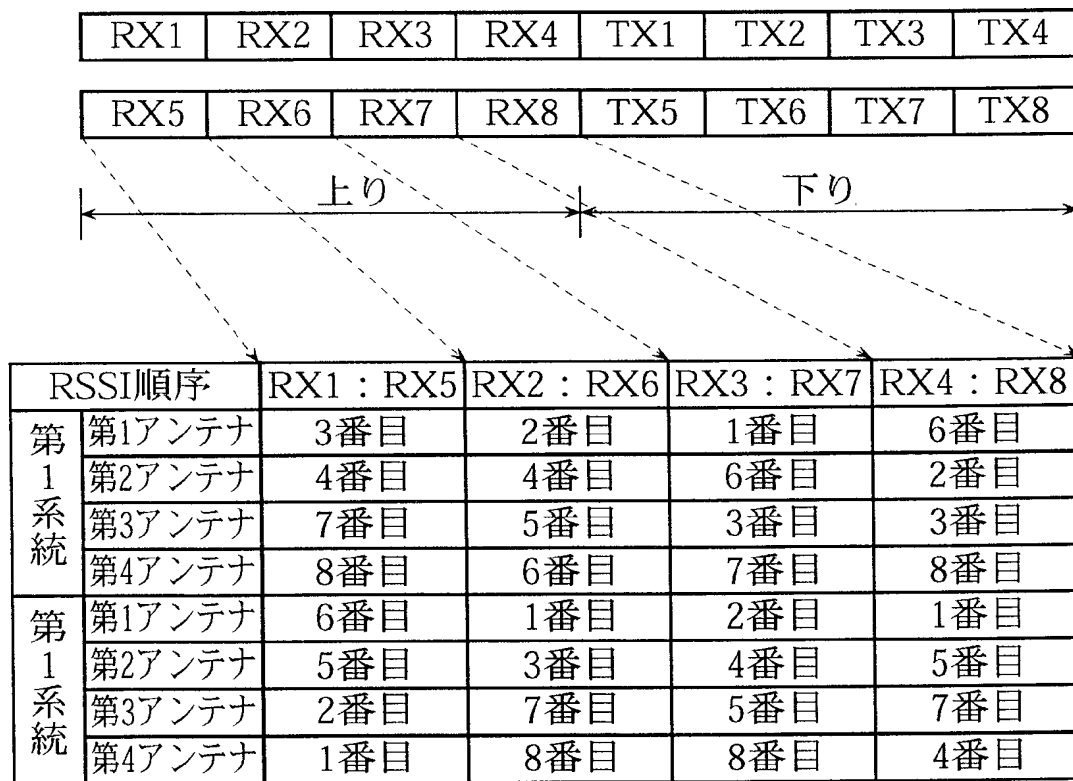 RX1 RX2 RX3 RX4 TX1 TX2 TX3 TX4
RX5 RX6 RX7 RX8 TX5 TX6 TX7 TX8
上り 下り
RSSI順序 RX1：RX5 RX2：RX6 RX3：RX7 RX4：RX8
第1系統
第1アンテナ 3番目 2番目 1番目 6番目
第2アンテナ 4番目 4番目 6番目 2番目
第3アンテナ 7番目 5番目 3番目 3番目
第4アンテナ 8番目 6番目 7番目 8番目
第1系統
第1アンテナ 6番目 1番目 2番目 1番目
第2アンテナ 5番目 3番目 4番目 5番目
第3アンテナ 2番目 7番目 5番目 7番目
第4アンテナ 1番目 8番目 8番目 4番目